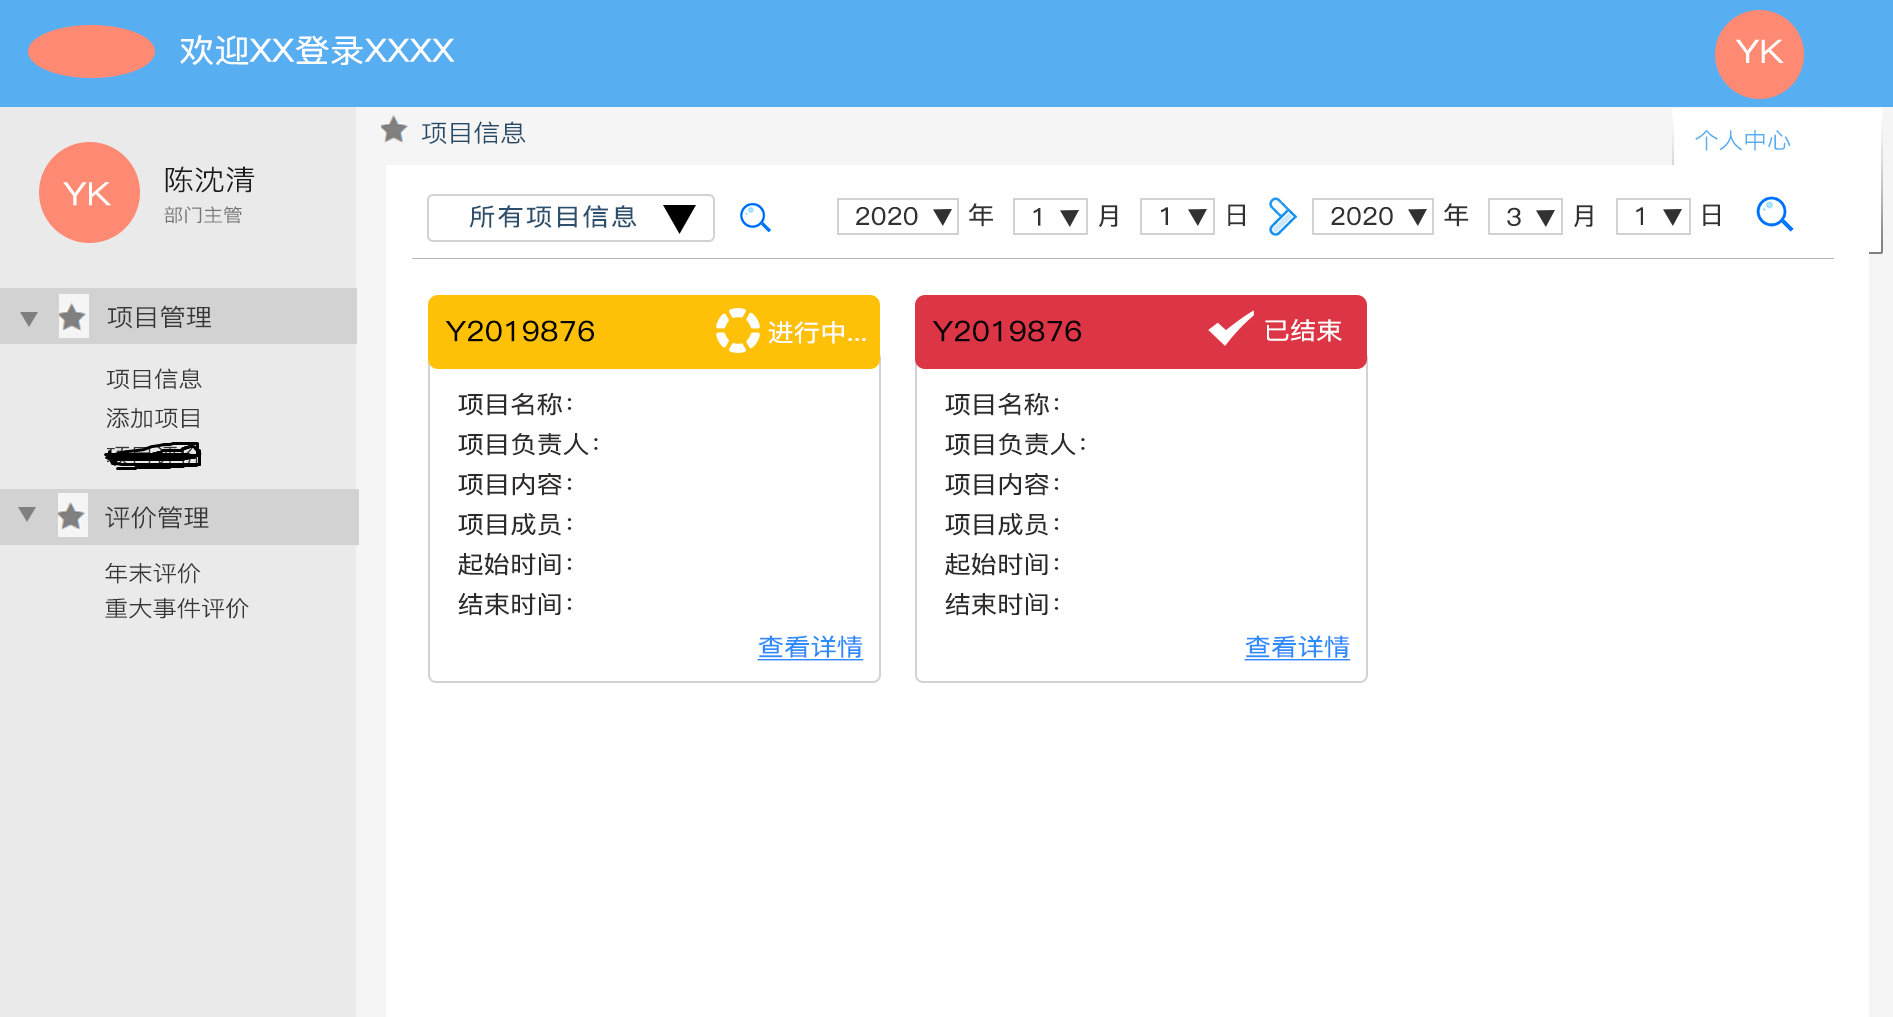 欢迎XX登录XXXX
YK
YK
陈沈清
部门主管
项目管理
项目信息
添加项目
评价管理
年末评价
重大事件评价
项目信息
个人中心
所有项目信息
2020 年 1 月 1 日 2020 年 3 月 1 日
Y2019876 进行中...
项目名称：
项目负责人：
项目内容：
项目成员：
起始时间：
结束时间：
查看详情
Y2019876 已结束
项目名称：
项目负责人：
项目内容：
项目成员：
起始时间：
结束时间：
查看详情